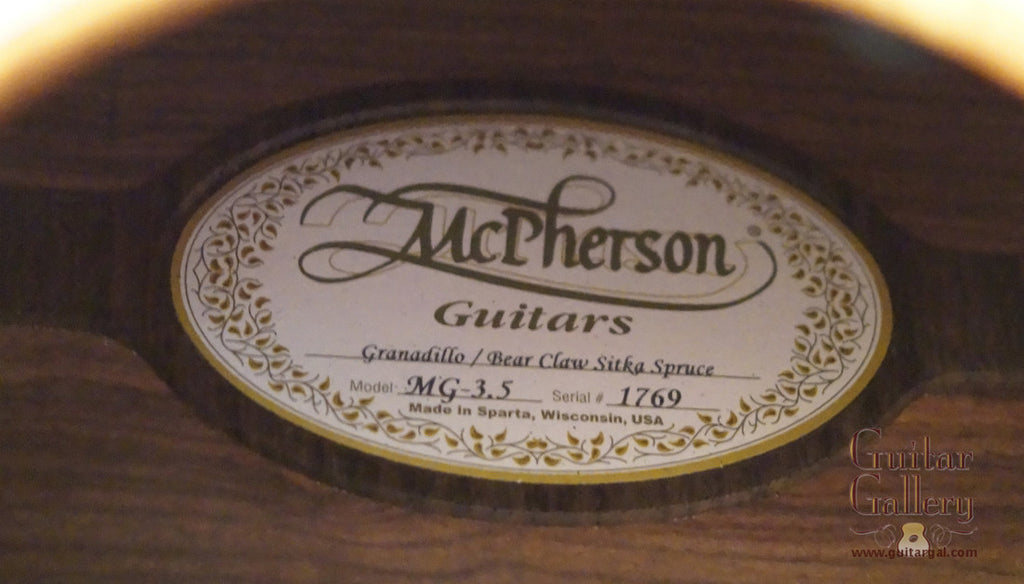 McPherson®
Guitars
Granadillo / Bear Claw Sitka Spruce
Model MG-3.5 Serial # 1769
Made In Sparta, Wisconsin, USA
Guitar
Gallery
www.guitargal.com